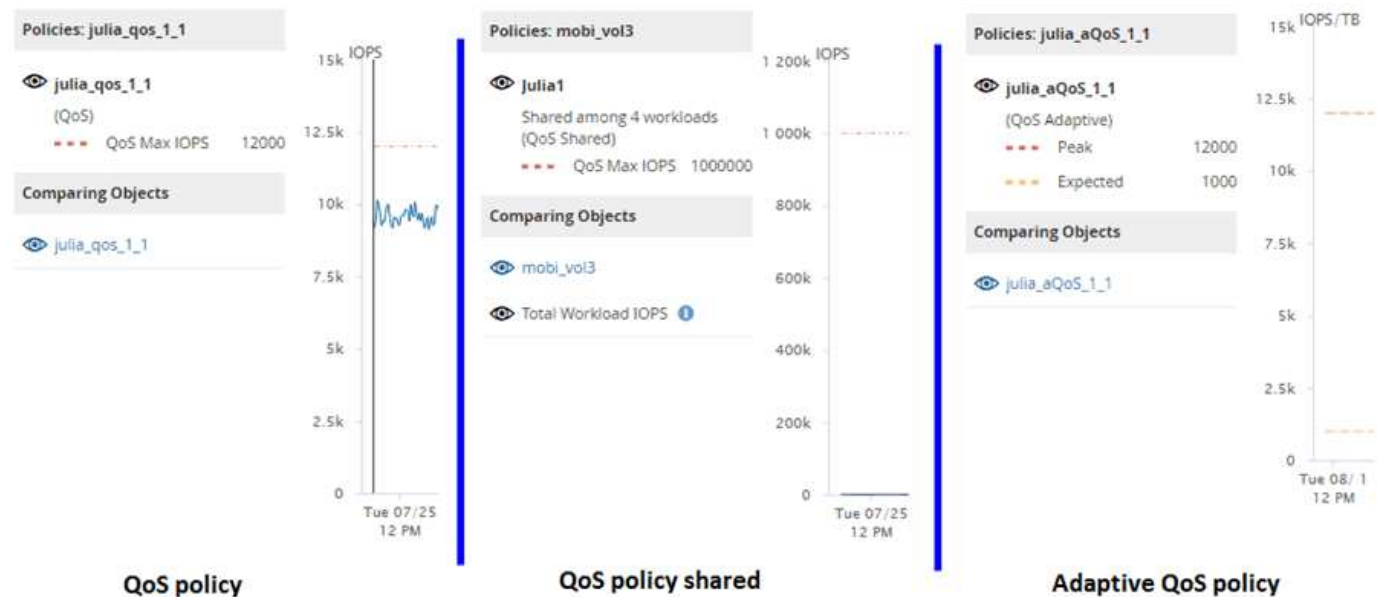 Policies: julia_qos_1_1
julia_qos_1_1
(QoS)
QoS Max IOPS 12000
Comparing Objects
julia_qos_1_1
IOPS
15k
12.5k
10k
7.5k
5k
2.5k
0
Tue 07/25
12 PM
QoS policy
Policies: mobi_vol3
Julia1
Shared among 4 workloads
(QoS Shared)
QoS Max IOPS 1000000
Comparing Objects
mobi_vol3
Total Workload IOPS
IOPS
1 200k
1 000k
800k
600k
400k
200k
0
Tue 07/25
12 PM
QoS policy shared
Policies: julia_aQoS_1_1
julia_aQoS_1_1
(QoS Adaptive)
Peak 12000
Expected 1000
Comparing Objects
julia_aQoS_1_1
IOPS/TB
15k
12.5k
10k
7.5k
5k
2.5k
0
Tue 08/ 1
12 PM
Adaptive QoS policy